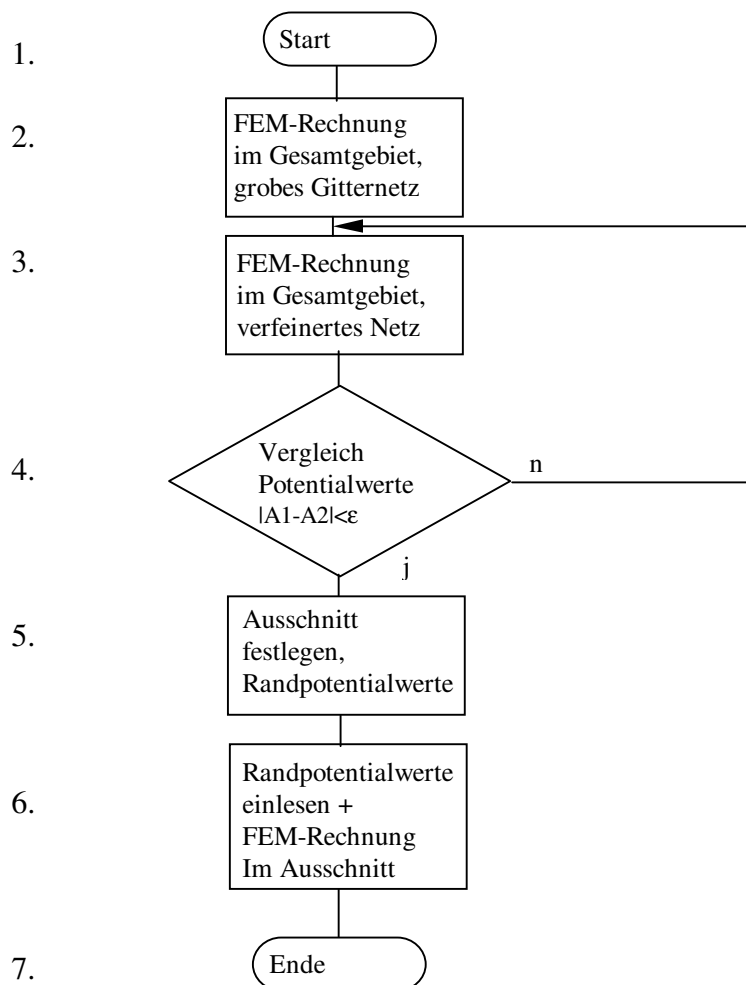 1.
Start
2.
FEM-Rechnung
im Gesamtgebiet,
grobes Gitternetz
3.
FEM-Rechnung
im Gesamtgebiet,
verfeinertes Netz
4.
Vergleich
Potentialwerte
|A1-A2|<ε
n
j
5.
Ausschnitt
festlegen,
Randpotentialwerte
6.
Randpotentialwerte
einlesen +
FEM-Rechnung
Im Ausschnitt
7.
Ende